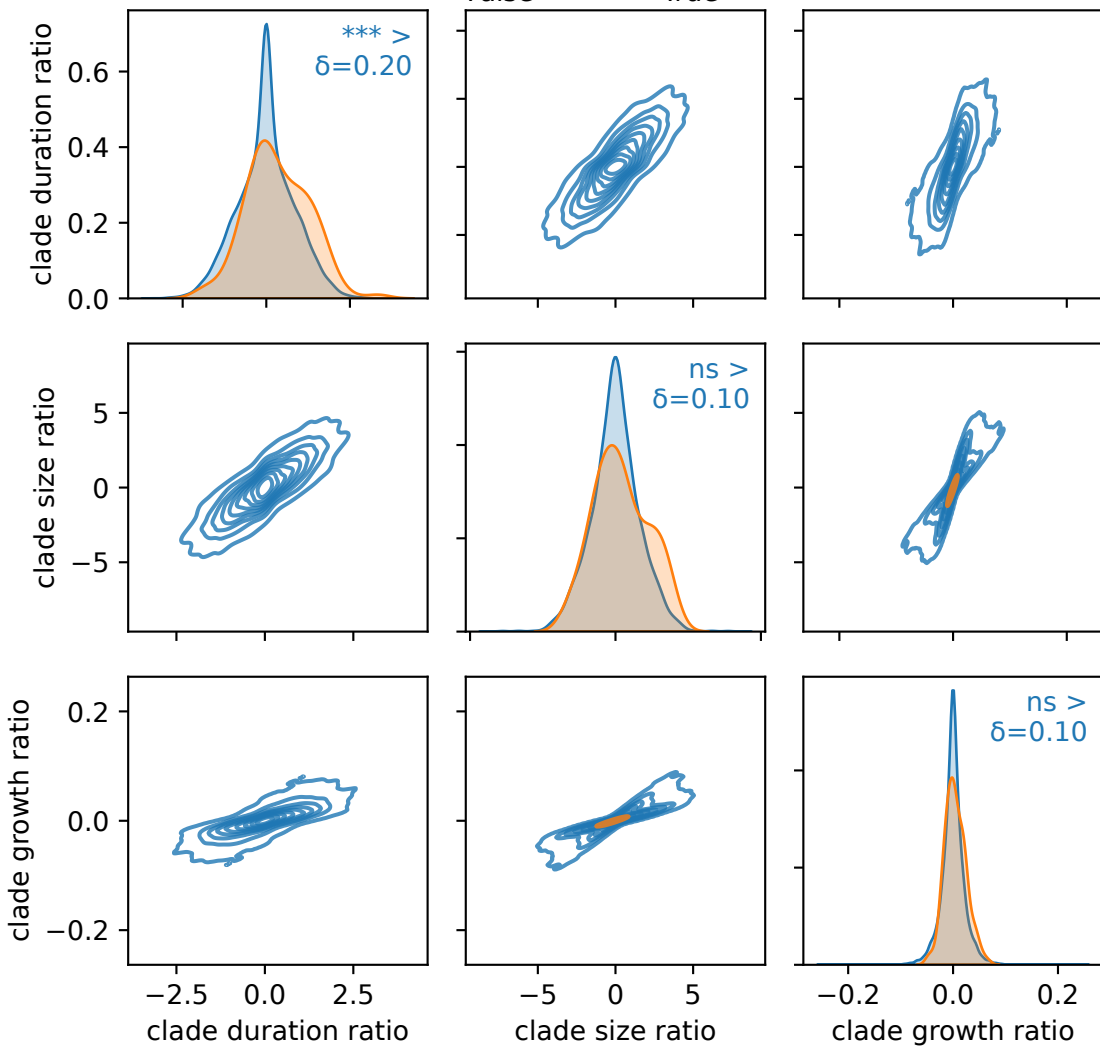 clade duration ratio
0.6
0.4
0.2
0.0
*** >
δ=0.20
clade size ratio
5
0
−5
ns >
δ=0.10
clade growth ratio
0.2
0.0
−0.2
ns >
δ=0.10
−2.5 0.0 2.5
−5 0 5
−0.2 0.0 0.2
clade duration ratio
clade size ratio
clade growth ratio